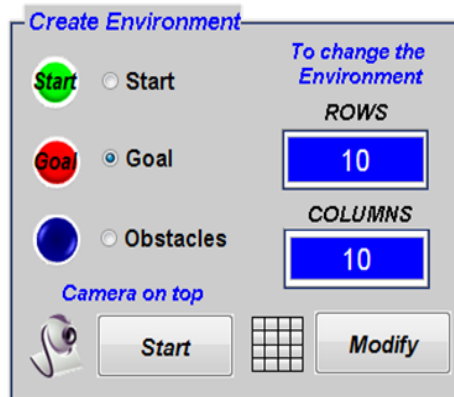 Create Environment
Start
Start
To change the
Environment
ROWS
10
Goal
Goal
COLUMNS
10
Obstacles
Camera on top
Start
Modify